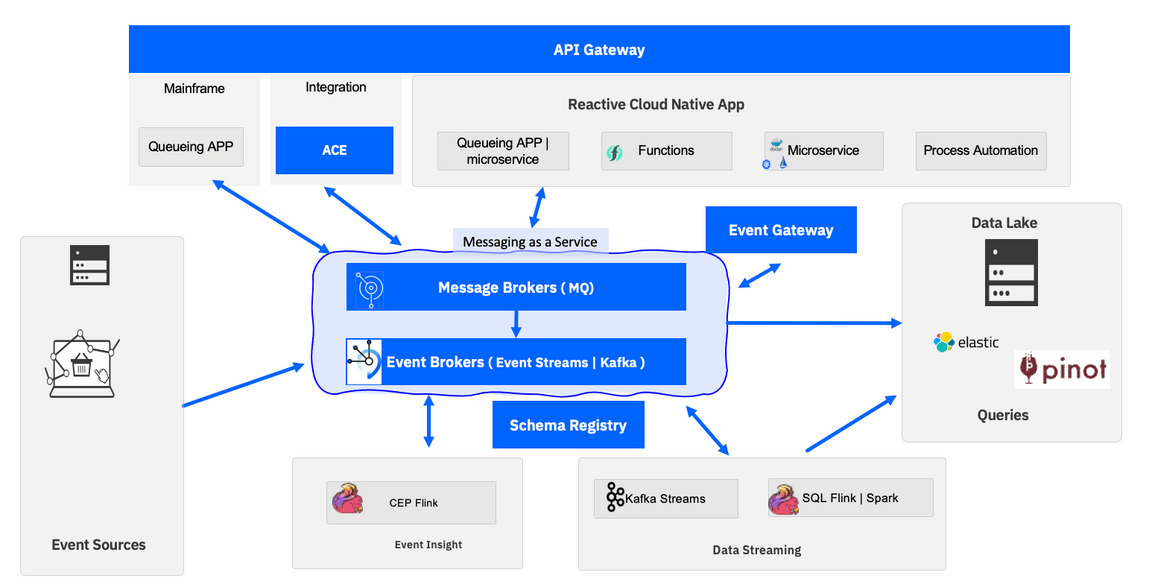 API Gateway
Mainframe
Queueing APP
Integration
ACE
Reactive Cloud Native App
Queueing APP |
microservice
Functions
docker
Microservice
Process Automation
Messaging as a Service
Event Gateway
Message Brokers ( MQ)
Event Brokers ( Event Streams | Kafka )
Schema Registry
Event Sources
Data Lake
elastic
pinot
Queries
CEP Flink
Event Insight
Kafka Streams
SQL Flink | Spark
Data Streaming